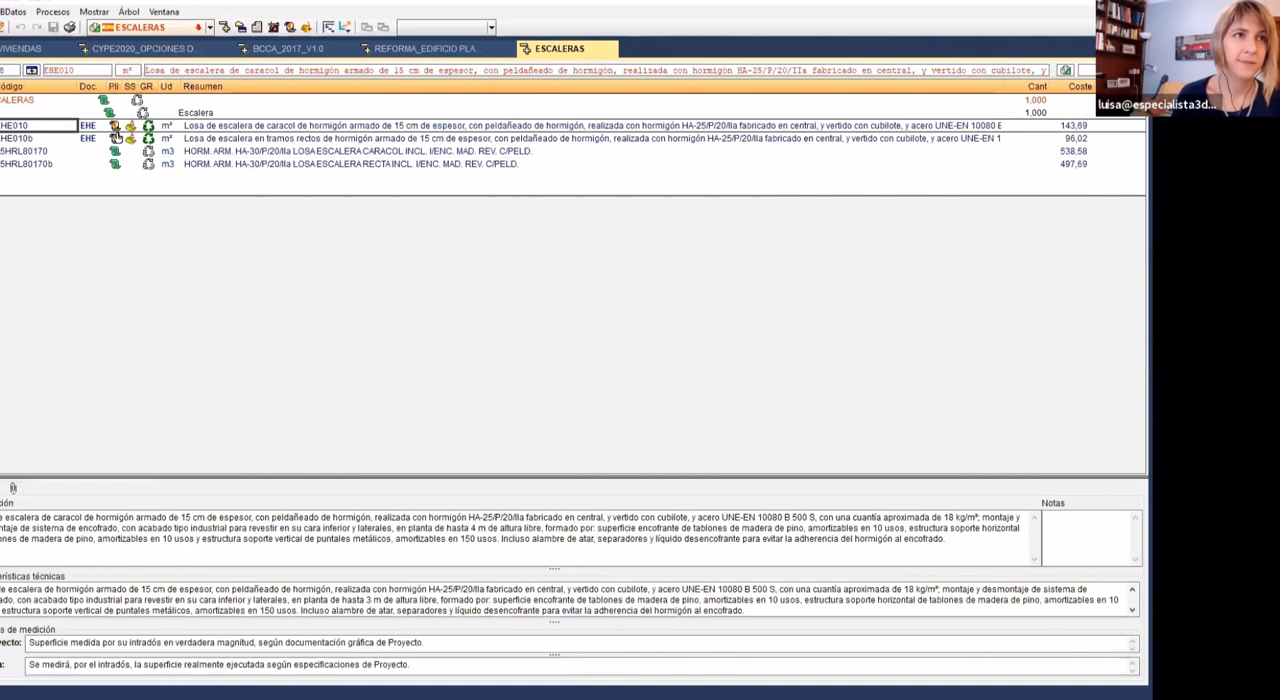 BDatos Procesos Mostrar Árbol Ventana
ESCALERAS
VIVIENDAS CYPE2020_OPCIONES D... BCCA_2017_V1.0 REFORMA_EDIFICIO PLA... ESCALERAS
EHE010 m² Losa de escalera de caracol de hormigón armado de 15 cm de espesor, con peldañeado de hormigón, realizada con hormigón HA-25/P/20/IIa fabricado en central, y vertido con cubilote, y
ódigo Doc. Pli SS GR Ud Resumen Cant Coste
CALERAS 1,000
Escalera 1,000
HE010 EHE m² Losa de escalera de caracol de hormigón armado de 15 cm de espesor, con peldañeado de hormigón, realizada con hormigón HA-25/P/20/IIa fabricado en central, y vertido con cubilote, y acero UNE-EN 10080 E 143,69
HE010b EHE m² Losa de escalera en tramos rectos de hormigón armado de 15 cm de espesor, con peldañeado de hormigón, realizada con hormigón HA-25/P/20/IIa fabricado en central, y vertido con cubilote, y acero UNE-EN 1 96,02
5HRL80170 m3 HORM. ARM. HA-30/P/20/IIa LOSA ESCALERA CARACOL INCL. I/ENC. MAD. REV. C/PELD. 538,58
5HRL80170b m3 HORM. ARM. HA-30/P/20/IIa LOSA ESCALERA RECTA INCL. I/ENC. MAD. REV. C/PELD. 497,69
luisa@especialista3d...
ción Notas
e escalera de caracol de hormigón armado de 15 cm de espesor, con peldañeado de hormigón, realizada con hormigón HA-25/P/20/IIa fabricado en central, y vertido con cubilote, y acero UNE-EN 10080 B 500 S, con una cuantía aproximada de 18 kg/m²; montaje y
ntaje de sistema de encofrado, con acabado tipo industrial para revestir en su cara inferior y laterales, en planta de hasta 4 m de altura libre, formado por: superficie encofrante de tablones de madera de pino, amortizables en 10 usos, estructura soporte horizontal
ones de madera de pino, amortizables en 10 usos y estructura soporte vertical de puntales metálicos, amortizables en 150 usos. Incluso alambre de atar, separadores y líquido desencofrante para evitar la adherencia del hormigón al encofrado.
erísticas técnicas
e escalera de hormigón armado de 15 cm de espesor, con peldañeado de hormigón; realizada con hormigón HA-25/P/20/IIa fabricado en central, y vertido con cubilote, y acero UNE-EN 10080 B 500 S, con una cuantía aproximada de 18 kg/m²; montaje y desmontaje de sistema de
ado, con acabado tipo industrial para revestir en su cara inferior y laterales, en planta de hasta 3 m de altura libre, formado por: superficie encofrante de tablones de madera de pino, amortizables en 10 usos, estructura soporte horizontal de tablones de madera de pino, amortizables en 10
estructura soporte vertical de puntales metálicos, amortizables en 150 usos. Incluso alambre de atar, separadores y líquido desencofrante para evitar la adherencia del hormigón al encofrado.
s de medición
yecto: Superficie medida por su intradós en verdadera magnitud, según documentación gráfica de Proyecto.
Se medirá, por el intradós, la superficie realmente ejecutada según especificaciones de Proyecto.